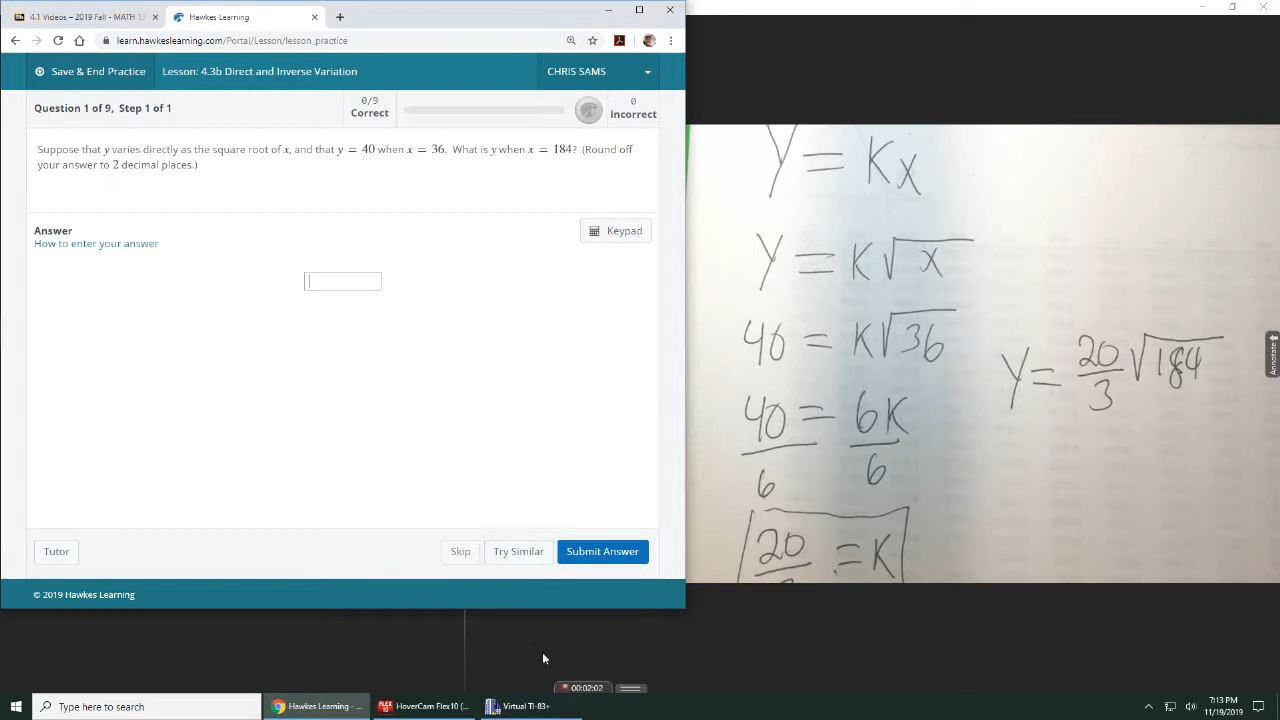 4.1 Videos – 2019 Fall - MATH 13
Hawkes Learning
learn.hawkeslearning.com/Portal/Lesson/lesson_practice
Save & End Practice
Lesson: 4.3b Direct and Inverse Variation
CHRIS SAMS
Question 1 of 9, Step 1 of 1
0/9
Correct
0
Incorrect
Suppose that y varies directly as the square root of x, and that y = 40 when x = 36. What is y when x = 184? (Round off
your answer to 2 decimal places.)
Answer
How to enter your answer
Keypad
Tutor
Skip
Try Similar
Submit Answer
© 2019 Hawkes Learning
Y = Kx
Y = K√x
40 = K√36
40 = 6K
6 6
20 = K
Y = 20/3 √184
Annotate
00:02:02
Type here to search
Hawkes Learning - ...
HoverCam Flex10 (...
Virtual TI-83+
7:13 PM
11/19/2019